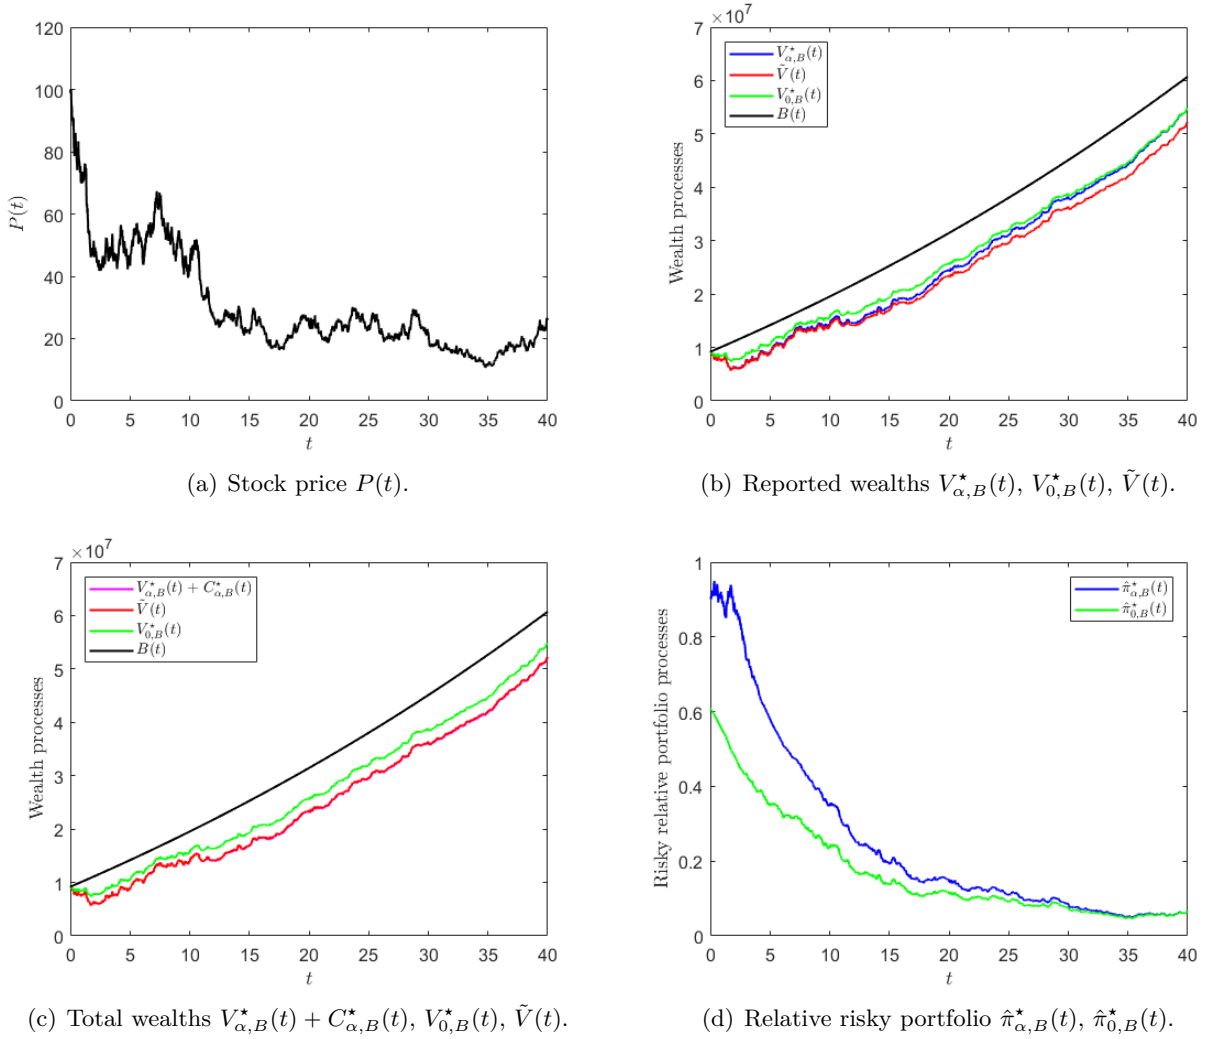 120
100
80
60
40
20
0
0 5 10 15 20 25 30 35 40
P(t)
t
(a) Stock price P(t).
×10⁷
7
6
5
4
3
2
1
0
0 5 10 15 20 25 30 35 40
Wealth processes
t
V⋆α,B(t)
Ṽ(t)
V⋆0,B(t)
B(t)
(b) Reported wealths V⋆α,B(t), V⋆0,B(t), Ṽ(t).
×10⁷
7
6
5
4
3
2
1
0
0 5 10 15 20 25 30 35 40
Wealth processes
t
V⋆α,B(t) + C⋆α,B(t)
Ṽ(t)
V⋆0,B(t)
B(t)
(c) Total wealths V⋆α,B(t) + C⋆α,B(t), V⋆0,B(t), Ṽ(t).
1
0.8
0.6
0.4
0.2
0
0 5 10 15 20 25 30 35 40
Risky relative portfolio processes
t
π̂⋆α,B(t)
π̂⋆0,B(t)
(d) Relative risky portfolio π̂⋆α,B(t), π̂⋆0,B(t).